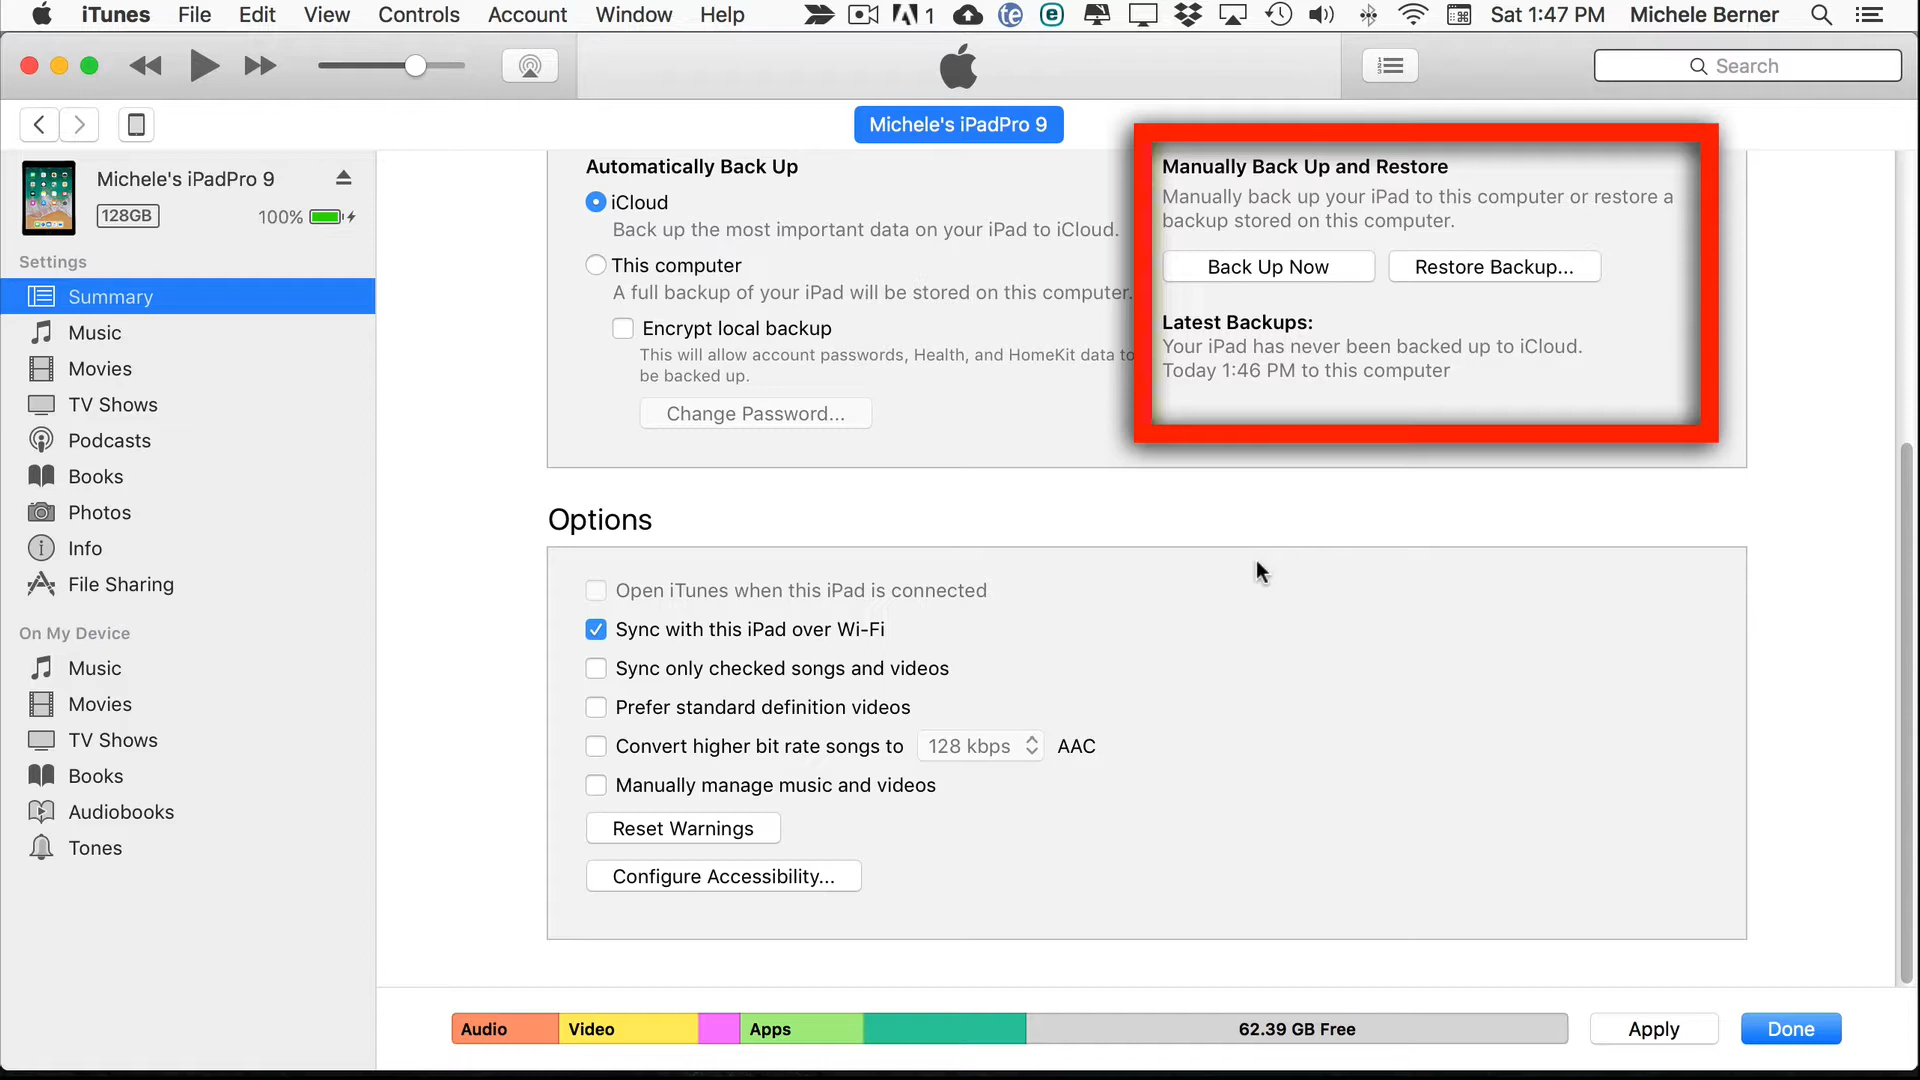 iTunes File Edit View Controls Account Window Help 1 Sat 1:47 PM Michele Berner
Search
Michele's iPadPro 9
Michele's iPadPro 9
128GB 100%
Settings
Summary
Music
Movies
TV Shows
Podcasts
Books
Photos
Info
File Sharing
On My Device
Music
Movies
TV Shows
Books
Audiobooks
Tones
Automatically Back Up
iCloud
Back up the most important data on your iPad to iCloud.
This computer
A full backup of your iPad will be stored on this computer.
Encrypt local backup
This will allow account passwords, Health, and HomeKit data to
be backed up.
Change Password...
Manually Back Up and Restore
Manually back up your iPad to this computer or restore a
backup stored on this computer.
Back Up Now Restore Backup...
Latest Backups:
Your iPad has never been backed up to iCloud.
Today 1:46 PM to this computer
Options
Open iTunes when this iPad is connected
Sync with this iPad over Wi-Fi
Sync only checked songs and videos
Prefer standard definition videos
Convert higher bit rate songs to 128 kbps AAC
Manually manage music and videos
Reset Warnings
Configure Accessibility...
Audio Video Apps 62.39 GB Free Apply Done